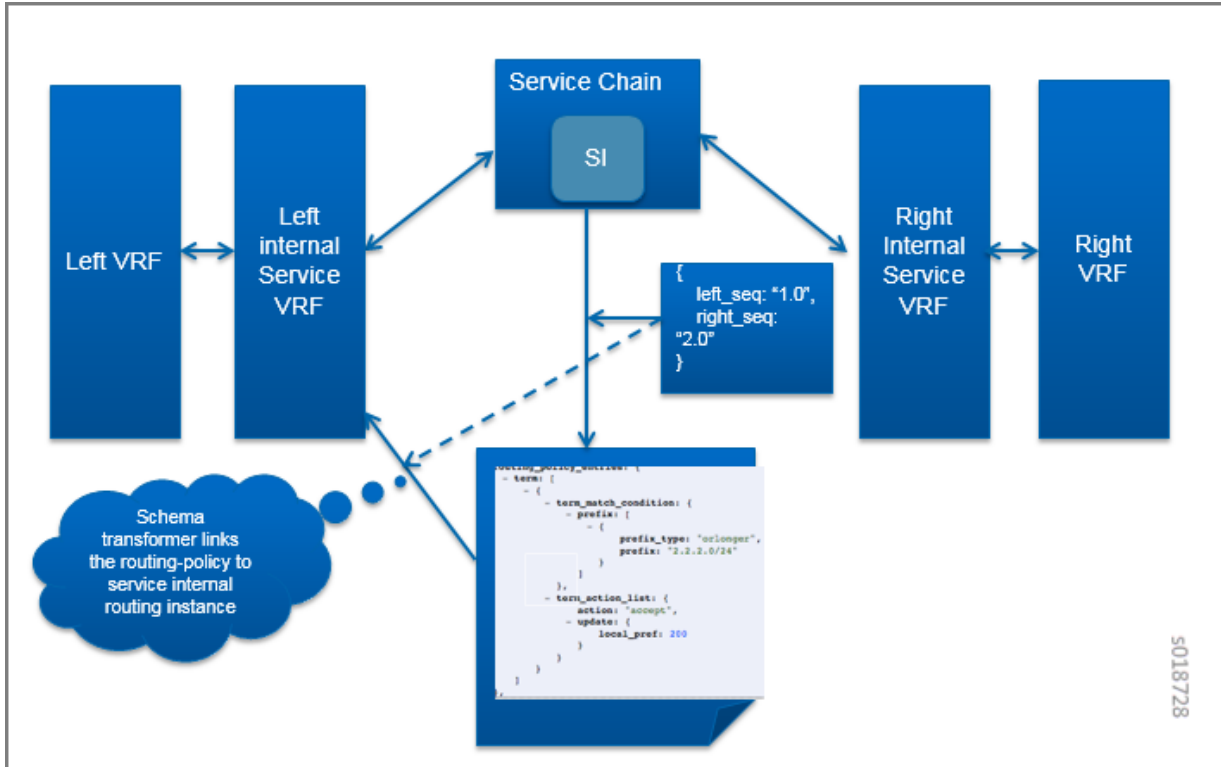 Service Chain
SI
Left VRF
Left
internal
Service
VRF
Right
Internal
Service
VRF
Right
VRF
{
left_seq: “1.0”,
right_seq:
“2.0”
}
Schema
transformer links
the routing-policy to
service internal
routing instance
routing_policy_entries: {
- term: [
- {
- term_match_condition: {
- prefix: [
- {
prefix_type: "orlonger",
prefix: "2.2.2.0/24"
}
]
},
- term_action_list: {
action: "accept",
- update: {
local_pref: 200
}
}
}
]
},
s018728